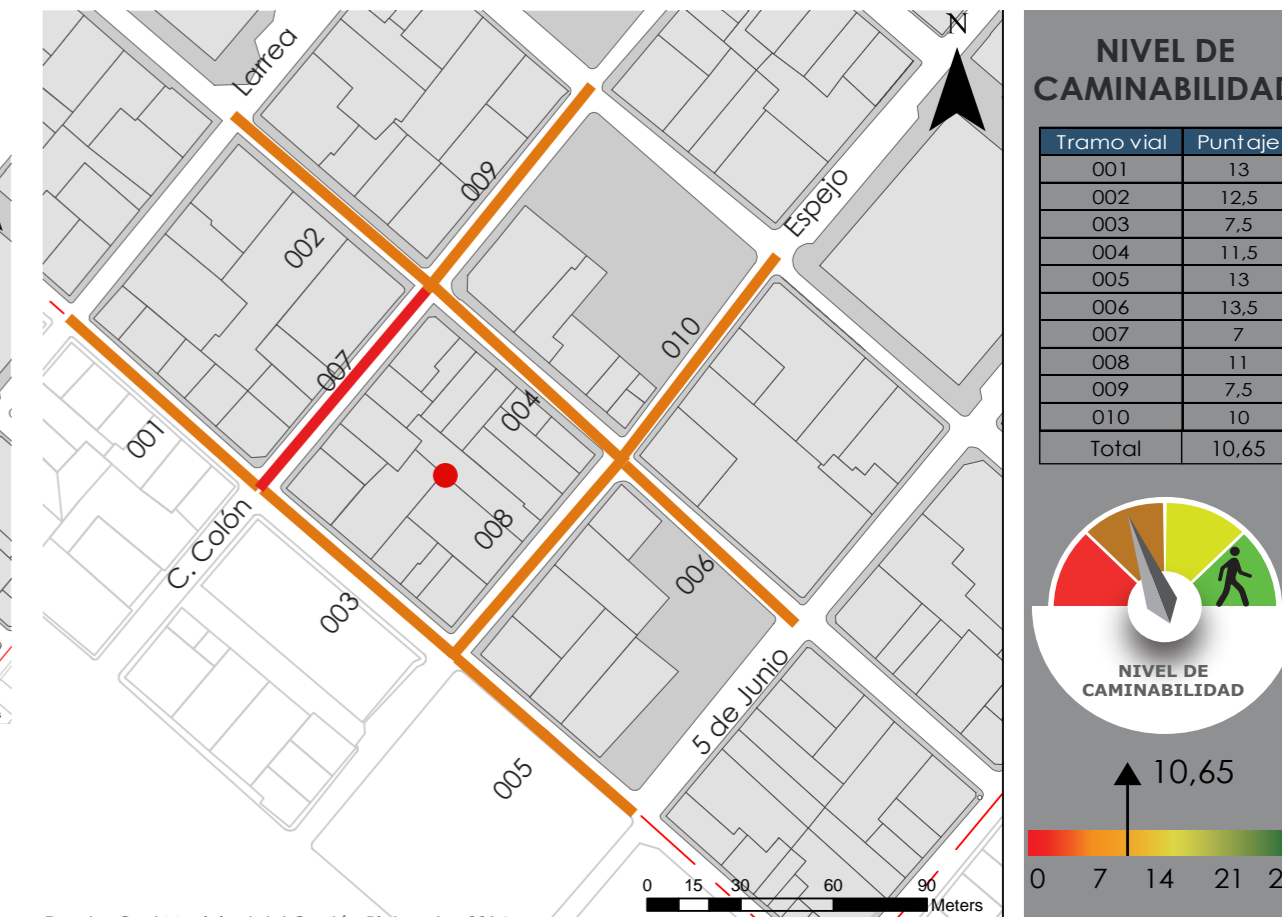 N
Larrea
009
002
Espejo
010
007
004
001
008
C. Colón
003
006
5 de Junio
005
0 15 30 60 90
Meters
NIVEL DE
CAMINABILIDAD
Tramo vial Puntaje
001 13
002 12,5
003 7,5
004 11,5
005 13
006 13,5
007 7
008 11
009 7,5
010 10
Total 10,65
NIVEL DE
CAMINABILIDAD
10,65
0 7 14 21 2